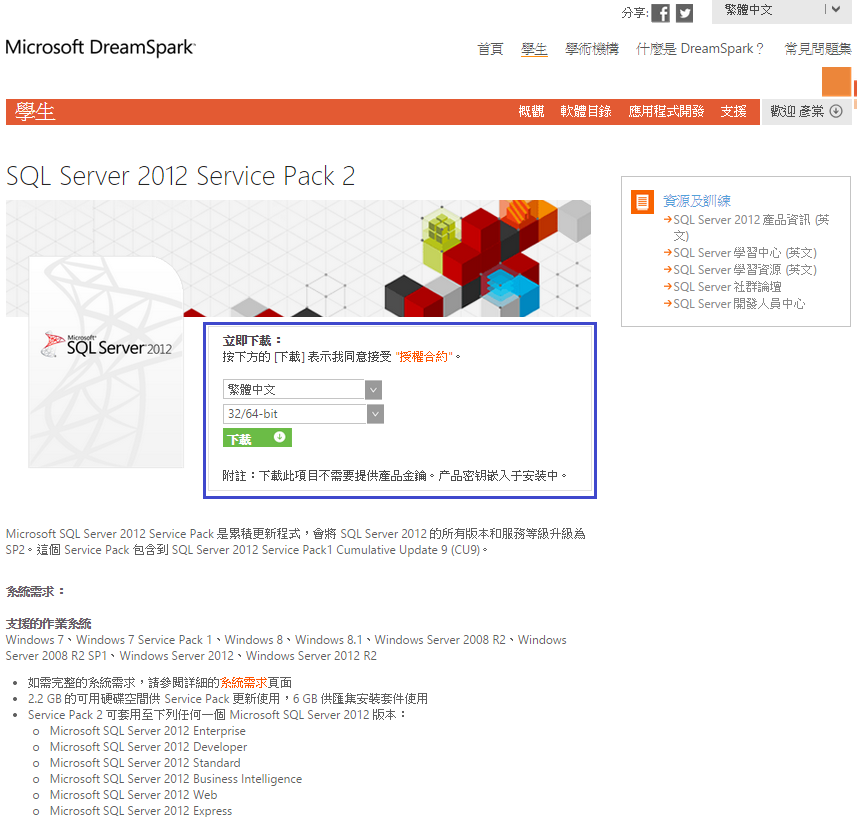 分享:
繁體中文
Microsoft DreamSpark
首頁 學生 學術機構 什麼是 DreamSpark？ 常見問題集
學生 概觀 軟體目錄 應用程式開發 支援 歡迎 彥棠
SQL Server 2012 Service Pack 2
Microsoft®
SQL Server® 2012
立即下載：
按下方的 [下載] 表示我同意接受 "授權合約"。
繁體中文
32/64-bit
下載
附註：下載此項目不需要提供產品金鑰。产品密钥嵌入于安装中。
資源及訓練
SQL Server 2012 產品資訊 (英
文)
SQL Server 學習中心 (英文)
SQL Server 學習資源 (英文)
SQL Server 社群論壇
SQL Server 開發人員中心
Microsoft SQL Server 2012 Service Pack 是累積更新程式，會將 SQL Server 2012 的所有版本和服務等級升級為
SP2。這個 Service Pack 包含到 SQL Server 2012 Service Pack1 Cumulative Update 9 (CU9)。
系統需求：
支援的作業系統
Windows 7、Windows 7 Service Pack 1、Windows 8、Windows 8.1、Windows Server 2008 R2、Windows
Server 2008 R2 SP1、Windows Server 2012、Windows Server 2012 R2
• 如需完整的系統需求，請參閱詳細的系統需求頁面
• 2.2 GB 的可用硬碟空間供 Service Pack 更新使用，6 GB 供匯集安裝套件使用
• Service Pack 2 可套用至下列任何一個 Microsoft SQL Server 2012 版本：
o Microsoft SQL Server 2012 Enterprise
o Microsoft SQL Server 2012 Developer
o Microsoft SQL Server 2012 Standard
o Microsoft SQL Server 2012 Business Intelligence
o Microsoft SQL Server 2012 Web
o Microsoft SQL Server 2012 Express